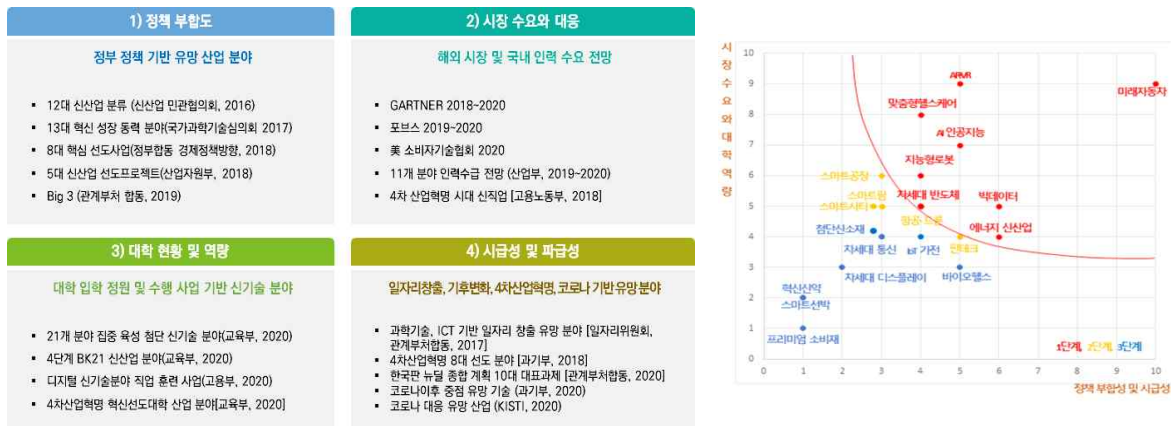 1) 정책 부합도
정부 정책 기반 유망 산업 분야
▪ 12대 신산업 분류 (신산업 민관협의회, 2016)
▪ 13대 혁신 성장 동력 분야(국가과학기술심의회 2017)
▪ 8대 핵심 선도사업(정부합동 경제정책방향, 2018)
▪ 5대 신산업 선도프로젝트(산업자원부, 2018)
▪ Big 3 (관계부처 합동, 2019)
2) 시장 수요와 대응
해외 시장 및 국내 인력 수요 전망
▪ GARTNER 2018~2020
▪ 포브스 2019~2020
▪ 美 소비자기술협회 2020
▪ 11개 분야 인력수급 전망 (산업부, 2019~2020)
▪ 4차 산업혁명 시대 신직업 [고용노동부, 2018]
3) 대학 현황 및 역량
대학 입학 정원 및 수행 사업 기반 신기술 분야
▪ 21개 분야 집중 육성 첨단 신기술 분야(교육부, 2020)
▪ 4단계 BK21 신산업 분야(교육부, 2020)
▪ 디지털 신기술분야 직업 훈련 사업(고용부, 2020)
▪ 4차산업혁명 혁신선도대학 산업 분야[교육부, 2020]
4) 시급성 및 파급성
일자리창출, 기후변화, 4차산업혁명, 코로나 기반 유망 분야
▪ 과학기술, ICT 기반 일자리 창출 유망 분야 [일자리위원회,
관계부처합동, 2017]
▪ 4차산업혁명 8대 선도 분야 [과기부, 2018]
▪ 한국판 뉴딜 종합 계획 10대 대표과제 [관계부처합동, 2020]
▪ 코로나이후 중점 유망 기술 (과기부, 2020)
▪ 코로나 대응 유망 산업 (KISTI, 2020)
시장수요와대학역량
10
9
8
7
6
5
4
3
2
1
0
AR/VR
미래자동차
맞춤형헬스케어
AI 인공지능
지능형로봇
스마트공장
스마트팜
차세대 반도체
빅데이터
스마트시티
항공·드론
에너지 신산업
첨단신소재
차세대 통신
IoT 가전
핀테크
차세대 디스플레이
바이오헬스
혁신신약
스마트선박
프리미엄 소비재
1단계, 2단계, 3단계
0 1 2 3 4 5 6 7 8 9 10
정책 부합성 및 시급성